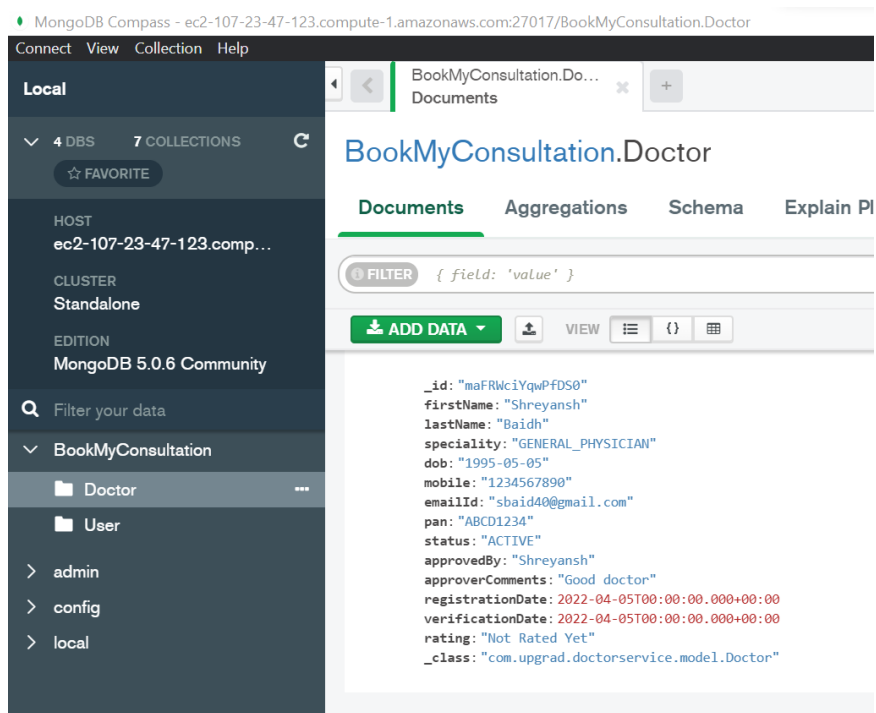 MongoDB Compass - ec2-107-23-47-123.compute-1.amazonaws.com:27017/BookMyConsultation.Doctor
Connect View Collection Help
Local
4 DBS 7 COLLECTIONS
☆ FAVORITE
HOST
ec2-107-23-47-123.comp...
CLUSTER
Standalone
EDITION
MongoDB 5.0.6 Community
Filter your data
BookMyConsultation
Doctor
User
admin
config
local
BookMyConsultation.Do...
Documents
BookMyConsultation.Doctor
Documents Aggregations Schema Explain Pl
FILTER { field: 'value' }
ADD DATA VIEW {}
_id: "maFRWciYqwPfDS0"
firstName: "Shreyansh"
lastName: "Baidh"
speciality: "GENERAL_PHYSICIAN"
dob: "1995-05-05"
mobile: "1234567890"
emailId: "sbaid40@gmail.com"
pan: "ABCD1234"
status: "ACTIVE"
approvedBy: "Shreyansh"
approverComments: "Good doctor"
registrationDate: 2022-04-05T00:00:00.000+00:00
verificationDate: 2022-04-05T00:00:00.000+00:00
rating: "Not Rated Yet"
_class: "com.upgrad.doctorservice.model.Doctor"